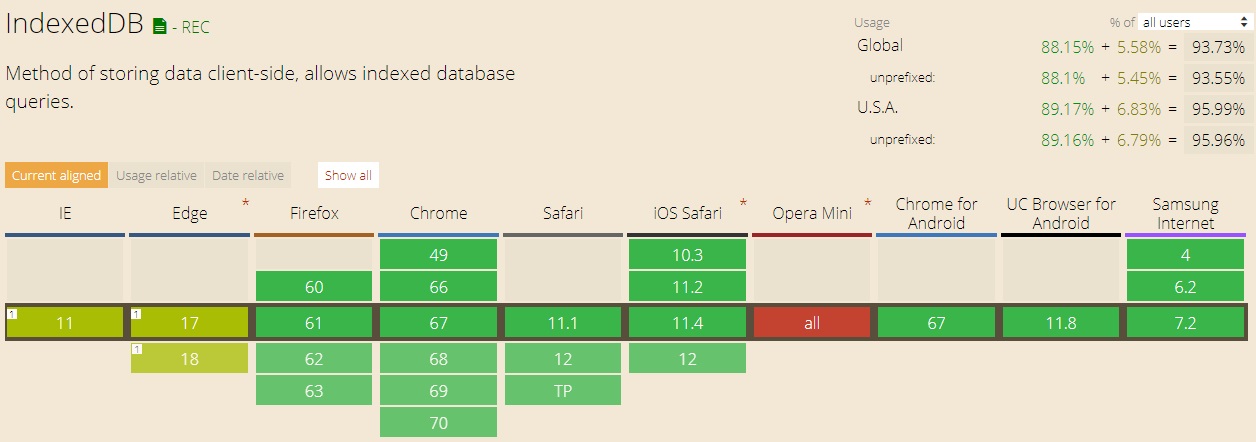 IndexedDB - REC
Usage % of all users
Global 88.15% + 5.58% = 93.73%
Method of storing data client-side, allows indexed database
queries.
unprefixed: 88.1% + 5.45% = 93.55%
U.S.A. 89.17% + 6.83% = 95.99%
unprefixed: 89.16% + 6.79% = 95.96%
Current aligned Usage relative Date relative Show all
IE Edge * Firefox Chrome Safari iOS Safari * Opera Mini * Chrome for Android UC Browser for Android Samsung Internet
49 10.3 4
60 66 11.2 6.2
1 11 1 17 61 67 11.1 11.4 all 67 11.8 7.2
1 18 62 68 12 12
63 69 TP
70